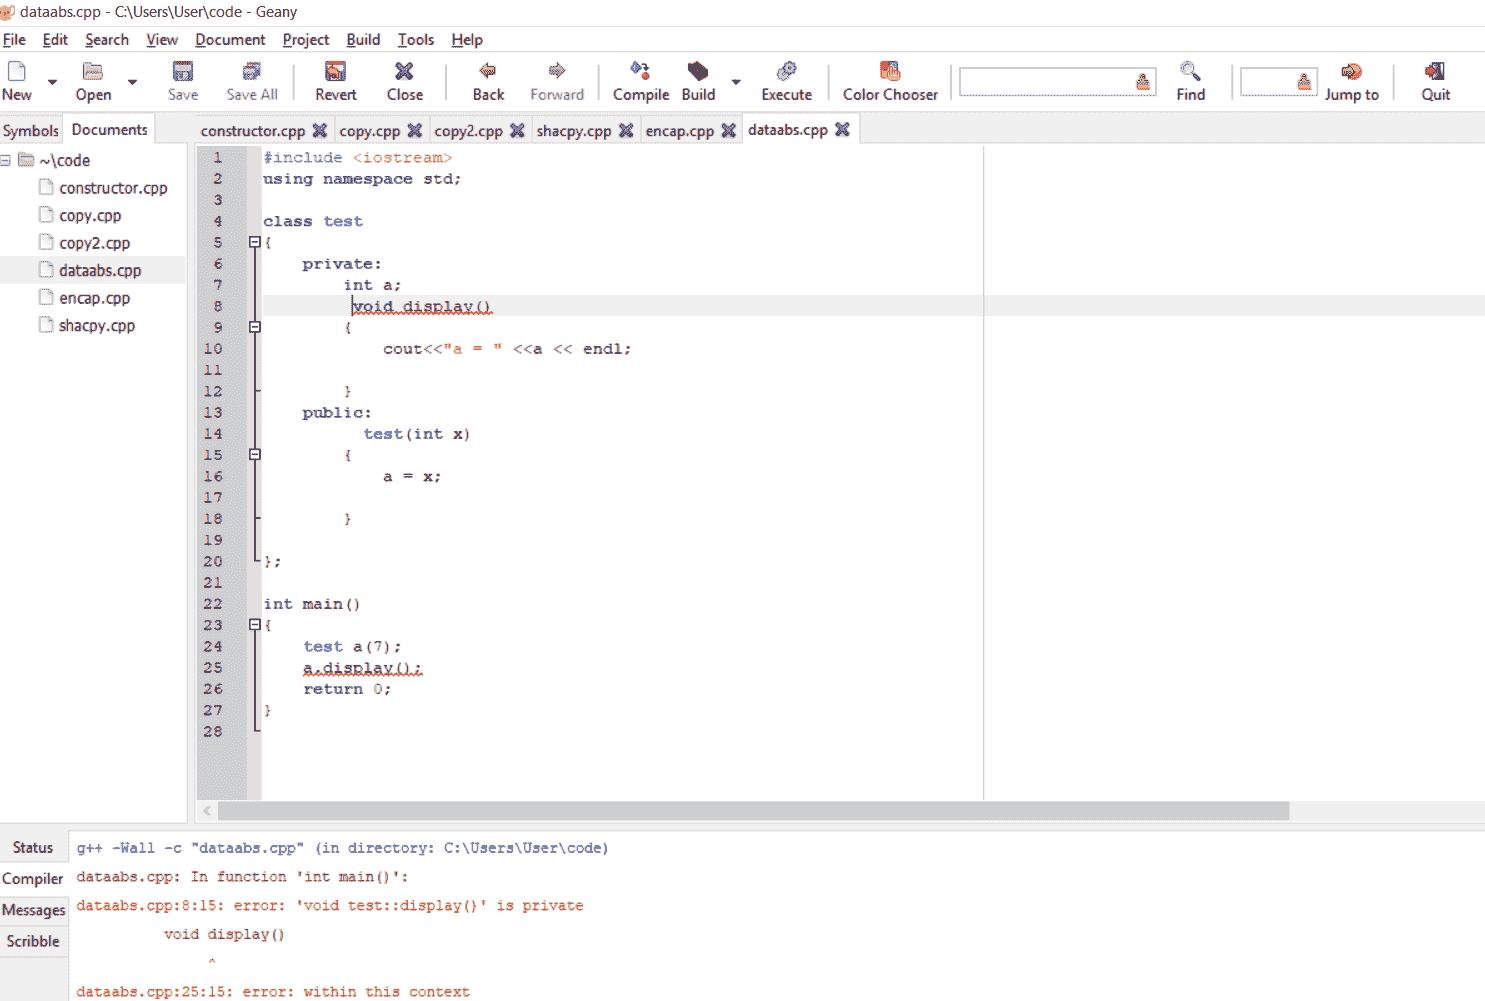 dataabs.cpp - C:\Users\User\code - Geany
File Edit Search View Document Project Build Tools Help
New Open Save Save All Revert Close Back Forward Compile Build Execute Color Chooser Find Jump to Quit
Symbols Documents constructor.cpp copy.cpp copy2.cpp shacpy.cpp encap.cpp dataabs.cpp
~\code
constructor.cpp
copy.cpp
copy2.cpp
dataabs.cpp
encap.cpp
shacpy.cpp
1 #include <iostream>
2 using namespace std;
3
4 class test
5 {
6 private:
7 int a;
8 void display()
9 {
10 cout<<"a = " <<a << endl;
11
12 }
13 public:
14 test(int x)
15 {
16 a = x;
17
18 }
19
20 };
21
22 int main()
23 {
24 test a(7);
25 a.display();
26 return 0;
27 }
28
Status
Compiler
Messages
Scribble
g++ -Wall -c "dataabs.cpp" (in directory: C:\Users\User\code)
dataabs.cpp: In function 'int main()':
dataabs.cpp:8:15: error: 'void test::display()' is private
void display()
^
dataabs.cpp:25:15: error: within this context